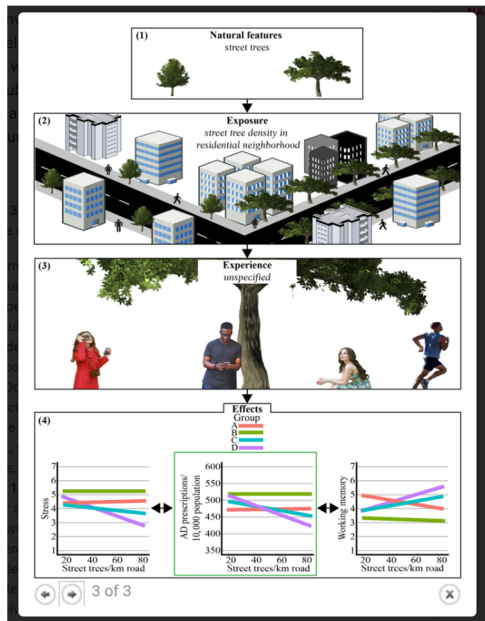 (1)
Natural features
street trees
(2)
Exposure
street tree density in
residential neighborhood
(3)
Experience
unspecified
(4)
Effects
Group
A
B
C
D
7
6
5
4
3
2
1
Stress
20 40 60 80
Street trees/km road
600
550
500
450
400
350
AD prescriptions/
10,000 population
20 40 60 80
Street trees/km road
7
6
5
4
3
2
1
Working memory
20 40 60 80
Street trees/km road
3 of 3